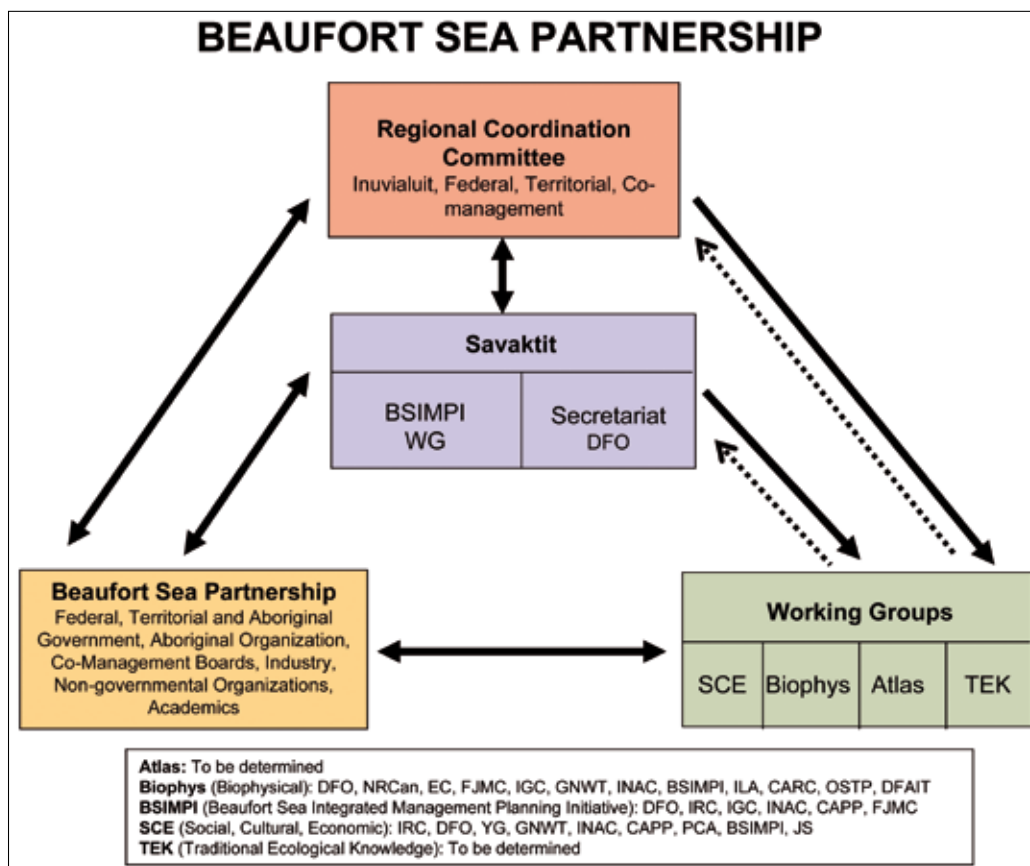 BEAUFORT SEA PARTNERSHIP
Regional Coordination
Committee
Inuvialuit, Federal, Territorial, Co-
management
Savaktit
BSIMPI
WG
Secretariat
DFO
Beaufort Sea Partnership
Federal, Territorial and Aboriginal
Government, Aboriginal Organization,
Co-Management Boards, Industry,
Non-governmental Organizations,
Academics
Working Groups
SCE
Biophys
Atlas
TEK
Atlas: To be determined
Biophys (Biophysical): DFO, NRCan, EC, FJMC, IGC, GNWT, INAC, BSIMPI, ILA, CARC, OSTP, DFAIT
BSIMPI (Beaufort Sea Integrated Management Planning Initiative): DFO, IRC, IGC, INAC, CAPP, FJMC
SCE (Social, Cultural, Economic): IRC, DFO, YG, GNWT, INAC, CAPP, PCA, BSIMPI, JS
TEK (Traditional Ecological Knowledge): To be determined